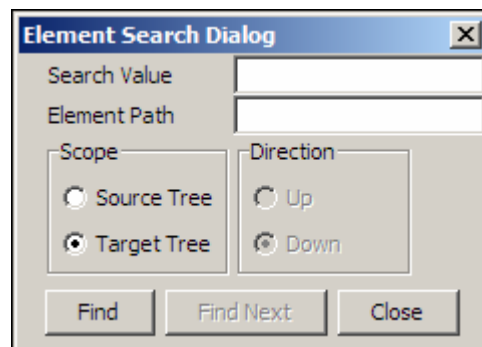 Element Search Dialog
Search Value
Element Path
Scope
Direction
Source Tree
Up
Target Tree
Down
Find
Find Next
Close